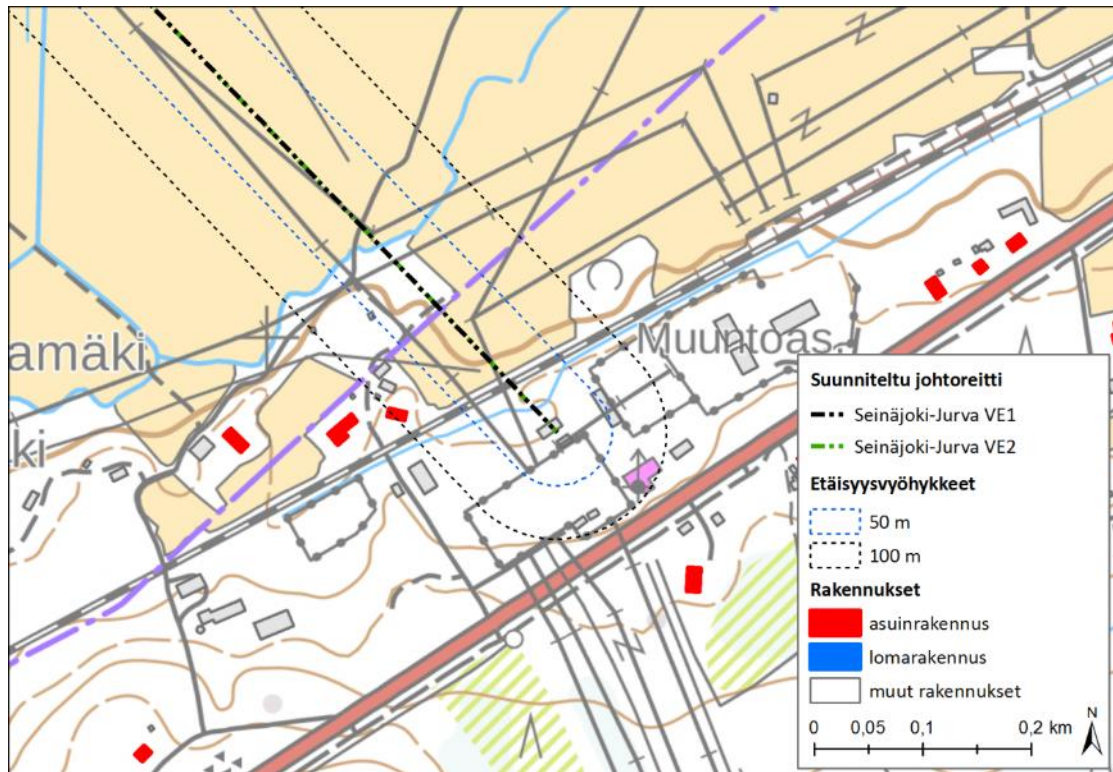 Muuntoas.
amäki
ki
Suunniteltu johtoreitti
Seinäjoki-Jurva VE1
Seinäjoki-Jurva VE2
Etäisyysvyöhykkeet
50 m
100 m
Rakennukset
asuinrakennus
lomarakennus
muut rakennukset
N
0 0,05 0,1 0,2 km